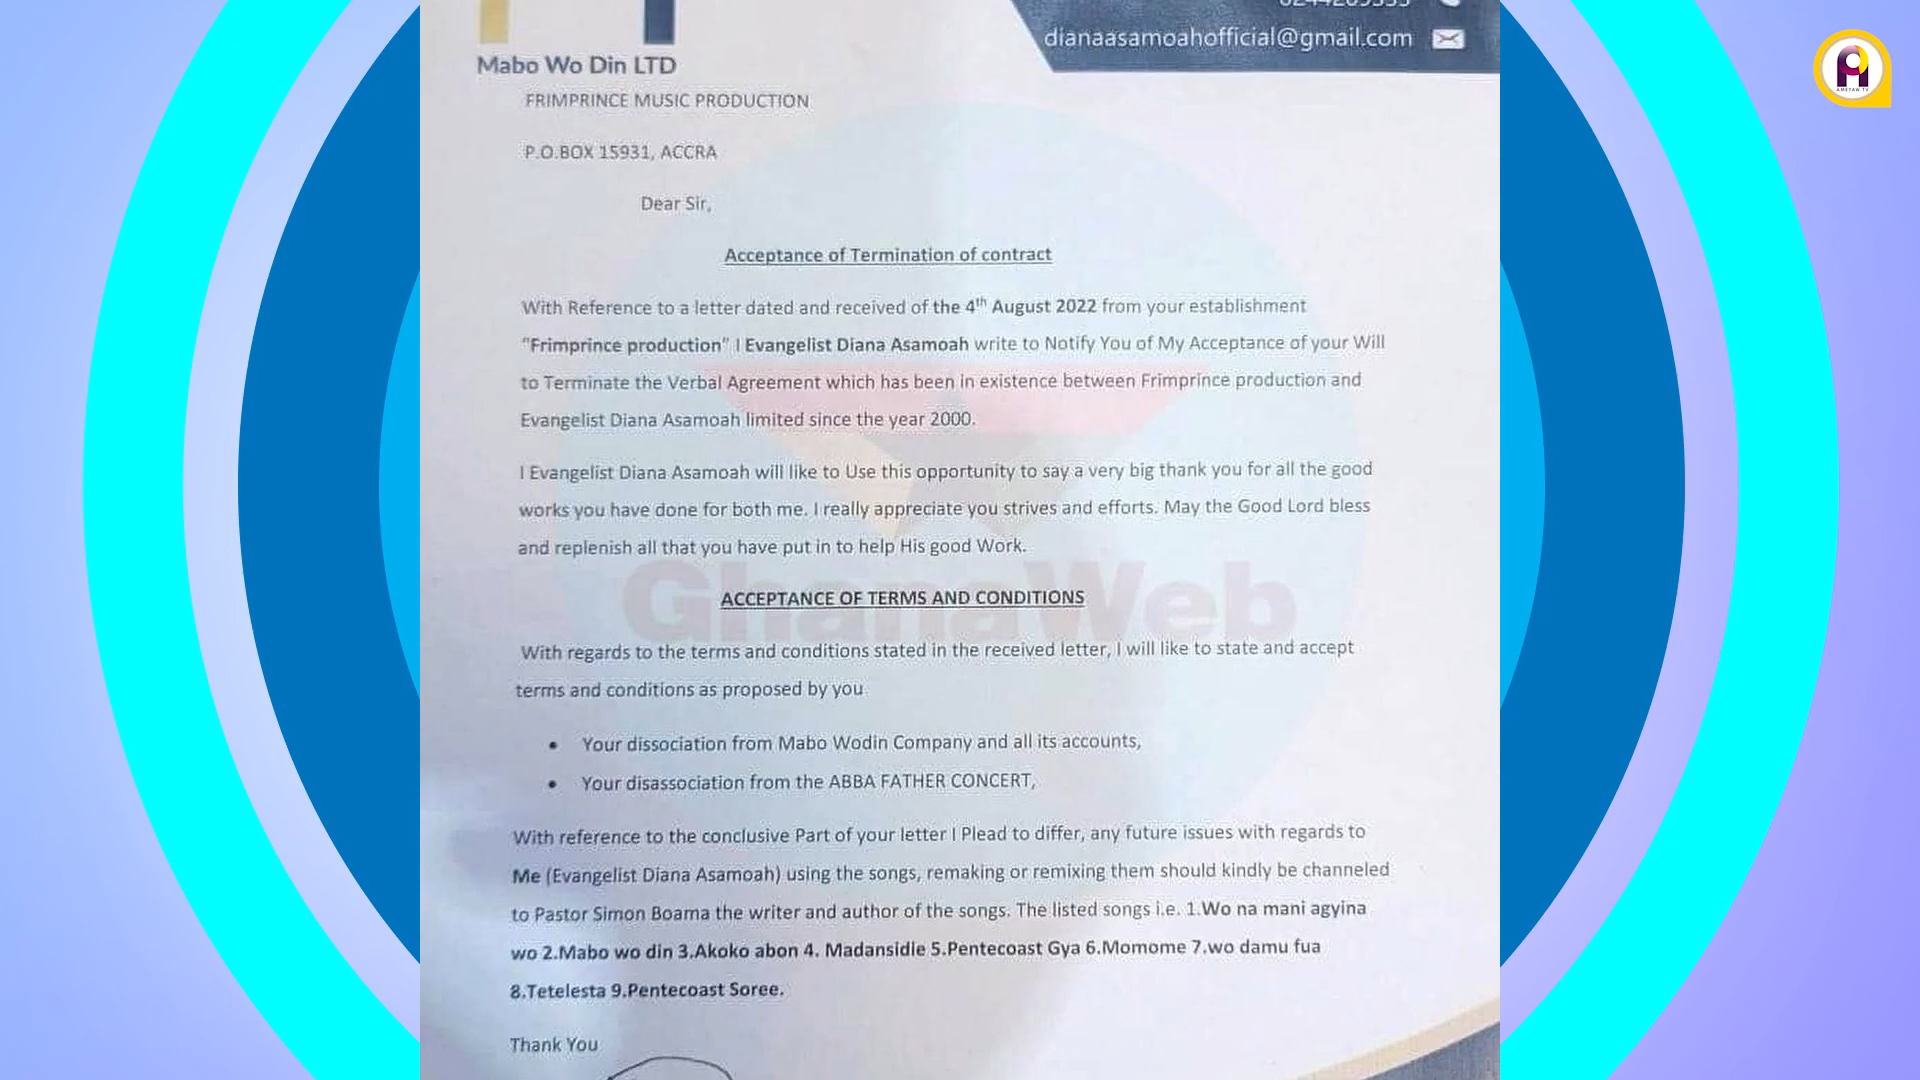 dianaasamoahofficial@gmail.com
Mabo Wo Din LTD
FRIMPRINCE MUSIC PRODUCTION
P.O.BOX 15931, ACCRA
Dear Sir,
Acceptance of Termination of contract
With Reference to a letter dated and received of the 4th August 2022 from your establishment
"Frimprince production" I Evangelist Diana Asamoah write to Notify You of My Acceptance of your Will
to Terminate the Verbal Agreement which has been in existence between Frimprince production and
Evangelist Diana Asamoah limited since the year 2000.
I Evangelist Diana Asamoah will like to Use this opportunity to say a very big thank you for all the good
works you have done for both me. I really appreciate you strives and efforts. May the Good Lord bless
and replenish all that you have put in to help His good Work.
GhanaWeb
ACCEPTANCE OF TERMS AND CONDITIONS
With regards to the terms and conditions stated in the received letter, I will like to state and accept
terms and conditions as proposed by you
• Your dissociation from Mabo Wodin Company and all its accounts,
• Your disassociation from the ABBA FATHER CONCERT,
With reference to the conclusive Part of your letter I Plead to differ, any future issues with regards to
Me (Evangelist Diana Asamoah) using the songs, remaking or remixing them should kindly be channeled
to Pastor Simon Boama the writer and author of the songs. The listed songs i.e. 1.Wo na mani agyina
wo 2.Mabo wo din 3.Akoko abon 4. Madansidie 5.Pentecoast Gya 6.Momome 7.wo damu fua
8.Tetelesta 9.Pentecoast Soree.
Thank You
AMEYAW TV